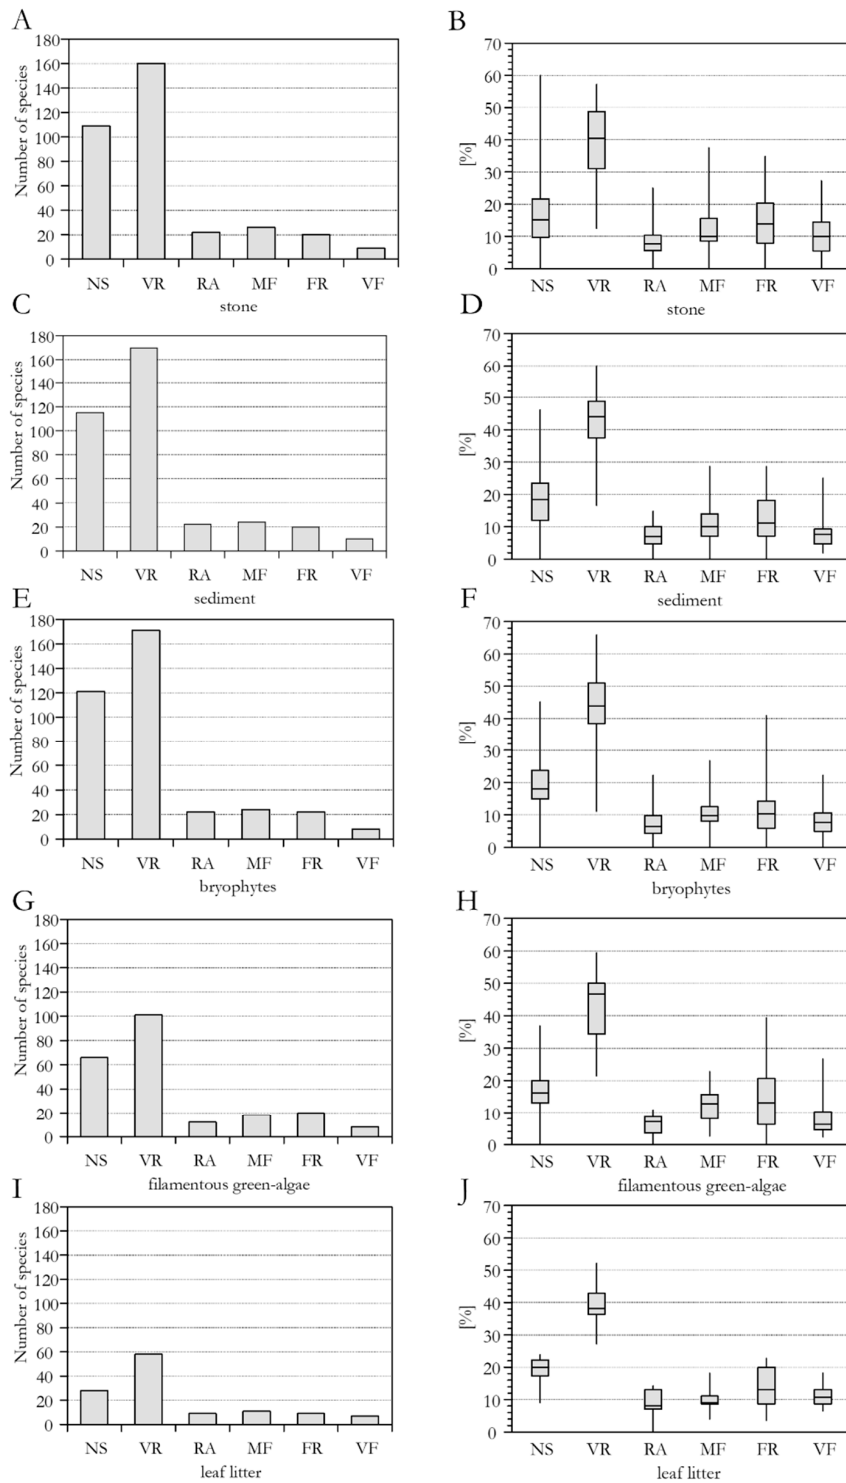 A
Number of species
180
160
140
120
100
80
60
40
20
0
NS VR RA MF FR VF
stone
B
[%]
70
60
50
40
30
20
10
0
NS VR RA MF FR VF
stone
C
Number of species
180
160
140
120
100
80
60
40
20
0
NS VR RA MF FR VF
sediment
D
[%]
70
60
50
40
30
20
10
0
NS VR RA MF FR VF
sediment
E
Number of species
180
160
140
120
100
80
60
40
20
0
NS VR RA MF FR VF
bryophytes
F
[%]
70
60
50
40
30
20
10
0
NS VR RA MF FR VF
bryophytes
G
Number of species
180
160
140
120
100
80
60
40
20
0
NS VR RA MF FR VF
filamentous green-algae
H
[%]
70
60
50
40
30
20
10
0
NS VR RA MF FR VF
filamentous green-algae
I
Number of species
180
160
140
120
100
80
60
40
20
0
NS VR RA MF FR VF
leaf litter
J
[%]
70
60
50
40
30
20
10
0
NS VR RA MF FR VF
leaf litter